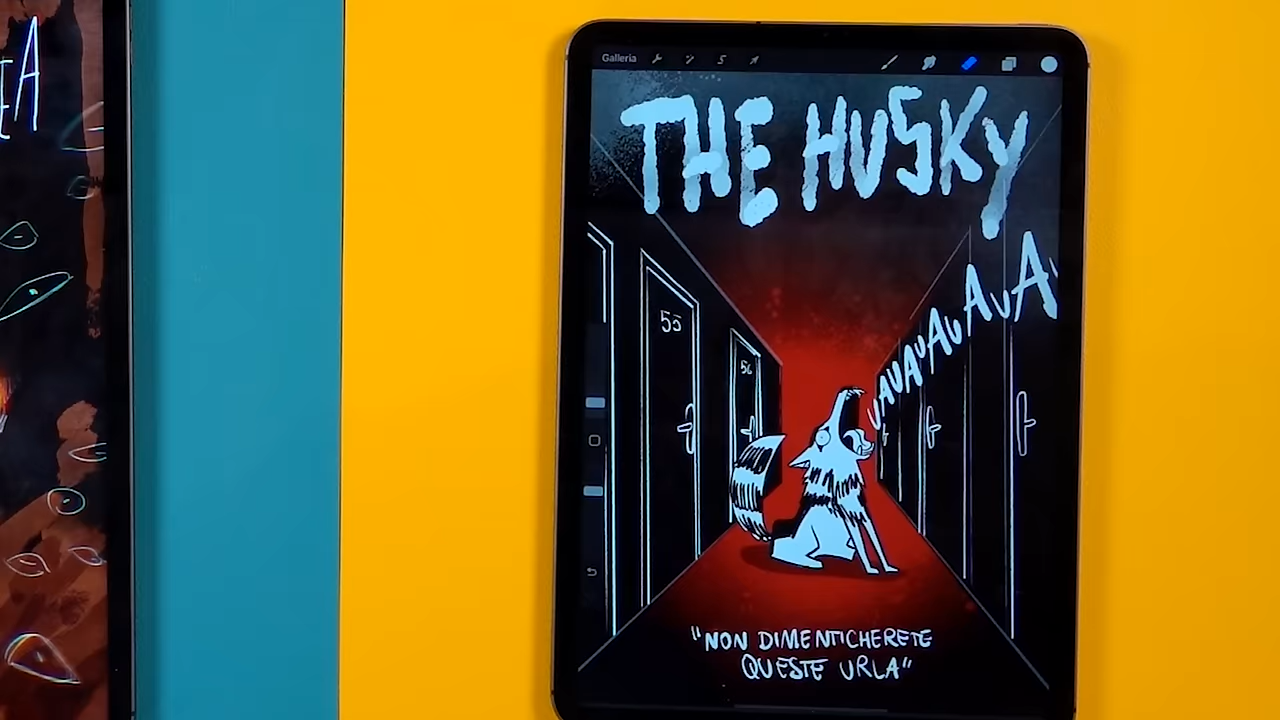 Galleria
THE HUSKY
55
56
UAUAUAUAUAUA
"NON DIMENTICHERETE
QUESTE URLA"